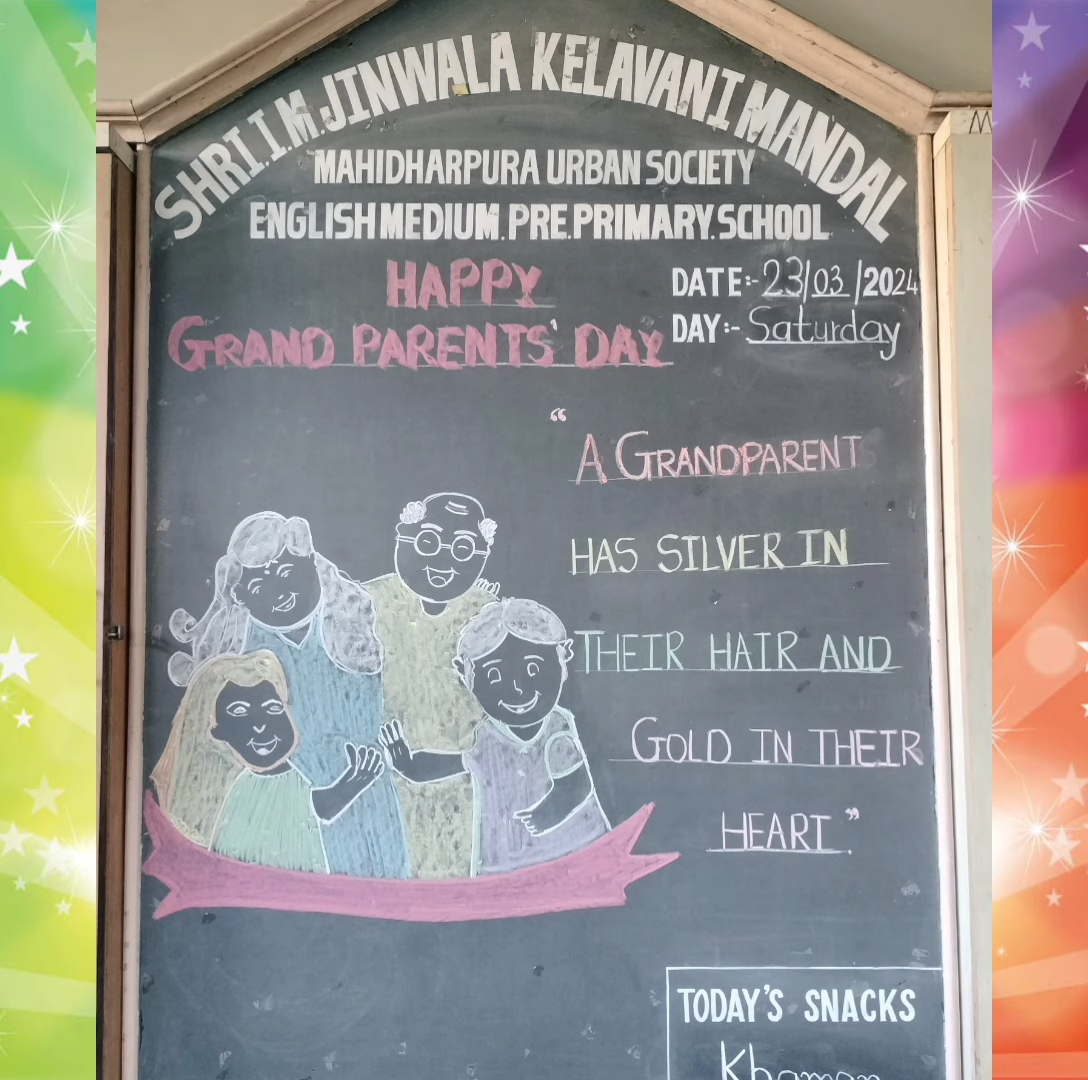 SHRI.I.M.JINWALA KELAVANI MANDAL
MAHIDHARPURA URBAN SOCIETY
ENGLISH MEDIUM. PRE.PRIMARY.SCHOOL
HAPPY
GRAND PARENTS' DAY
DATE:- 23/03/2024
DAY:- Saturday
“
A GRANDPARENT
HAS SILVER IN
THEIR HAIR AND
GOLD IN THEIR
HEART.”
TODAY'S SNACKS
Khaman